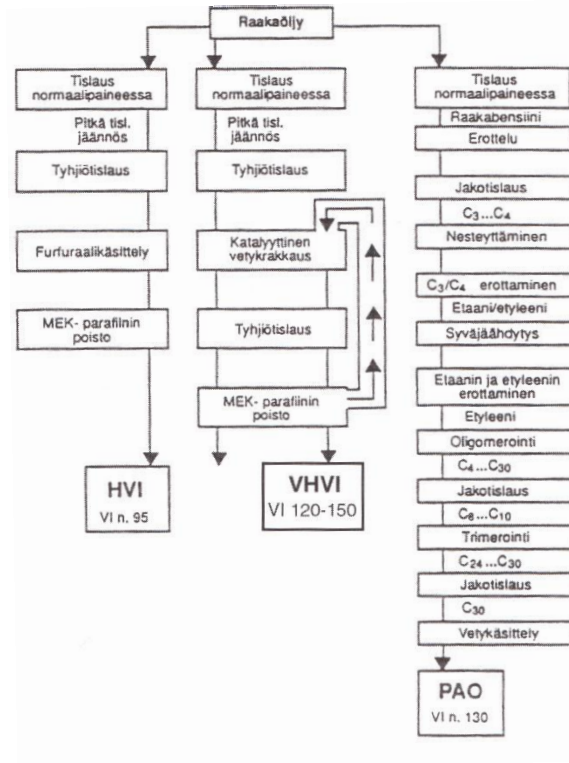 Raakaöljy
Tislaus
normaalipaineessa
Pitkä tisl.
jäännös
Tyhjiötislaus
Furfuraalikäsittely
MEK- parafiinin
poisto
HVI
VI n. 95
Tislaus
normaalipaineessa
Pitkä tisl.
jäännös
Tyhjiötislaus
Katalyyttinen
vetykrakkaus
Tyhjiötislaus
MEK- parafiinin
poisto
VHVI
VI 120-150
Tislaus
normaalipaineessa
Raakabensiini
Erottelu
Jakotislaus
C₃...C₄
Nesteyttäminen
C₃/C₄ erottaminen
Etaani/etyleeni
Syväjäähdytys
Etaanin ja etyleenin
erottaminen
Etyleeni
Oligomerointi
C₄...C₃₀
Jakotislaus
C₈...C₁₀
Trimerointi
C₂₄...C₃₀
Jakotislaus
C₃₀
Vetykäsittely
PAO
VI n. 130